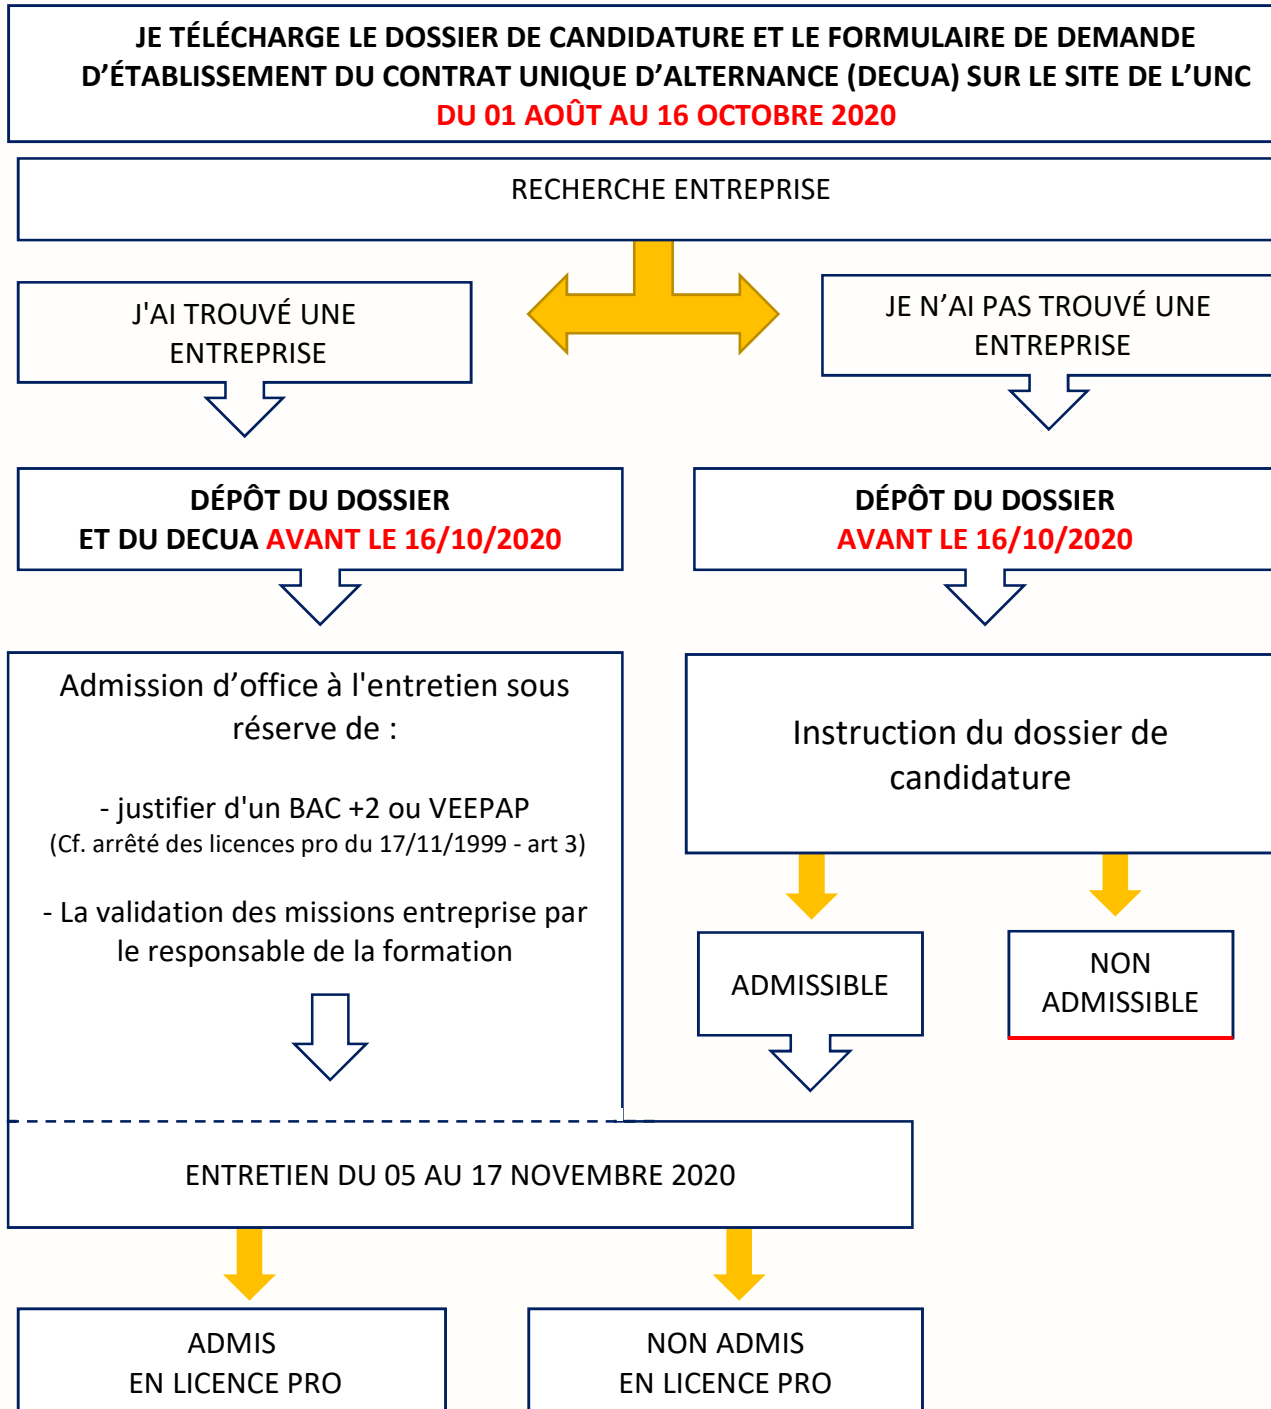 JE TÉLÉCHARGE LE DOSSIER DE CANDIDATURE ET LE FORMULAIRE DE DEMANDE
D’ÉTABLISSEMENT DU CONTRAT UNIQUE D’ALTERNANCE (DECUA) SUR LE SITE DE L’UNC
DU 01 AOÛT AU 16 OCTOBRE 2020
RECHERCHE ENTREPRISE
J'AI TROUVÉ UNE
ENTREPRISE
JE N’AI PAS TROUVÉ UNE
ENTREPRISE
DÉPÔT DU DOSSIER
ET DU DECUA AVANT LE 16/10/2020
DÉPÔT DU DOSSIER
AVANT LE 16/10/2020
Admission d’office à l'entretien sous
réserve de :
- justifier d'un BAC +2 ou VEEPAP
(Cf. arrêté des licences pro du 17/11/1999 - art 3)
- La validation des missions entreprise par
le responsable de la formation
Instruction du dossier de
candidature
ADMISSIBLE
NON
ADMISSIBLE
ENTRETIEN DU 05 AU 17 NOVEMBRE 2020
ADMIS
EN LICENCE PRO
NON ADMIS
EN LICENCE PRO